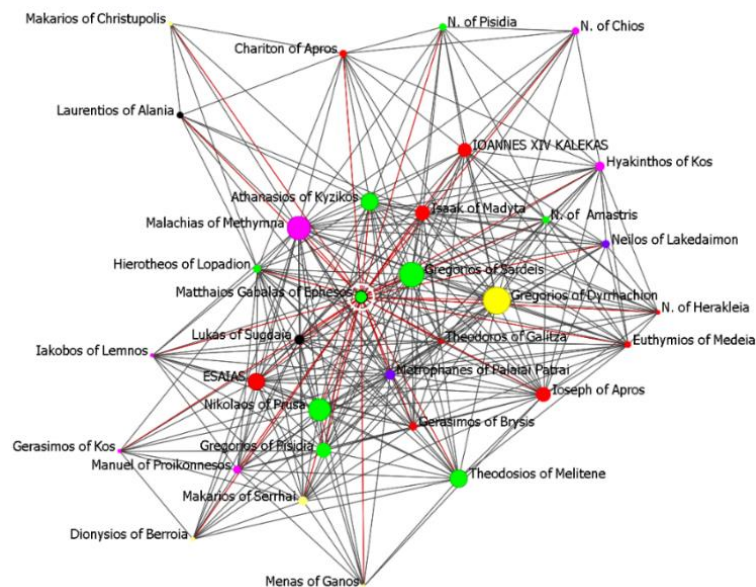 Makarios of Christupolis
N. of Pisidia
N. of Chios
Chariton of Apros
Laurentios of Alania
IOANNES XIV KALEKAS
Hyakinthos of Kos
Athanasios of Kyzikos
Isaak of Madyta
Malachias of Methymna
N. of Amastris
Neilos of Lakedaimon
Hierotheos of Lopadion
Gregorios of Sardeis
Matthaios Gabalas of Ephesos
Gregorios of Dyrrhachion
N. of Herakleia
Lukas of Sugdaia
Theodoros of Galitza
Euthymios of Medeia
Iakobos of Lemnos
ESAIAS
Metrophanes of Palaiai Patrai
Nikolaos of Prusa
Ioseph of Apros
Gerasimos of Brysis
Gerasimos of Kos
Gregorios of Pisidia
Manuel of Proikonnesos
Theodosios of Melitene
Makarios of Serrhai
Dionysios of Berroia
Menas of Ganos